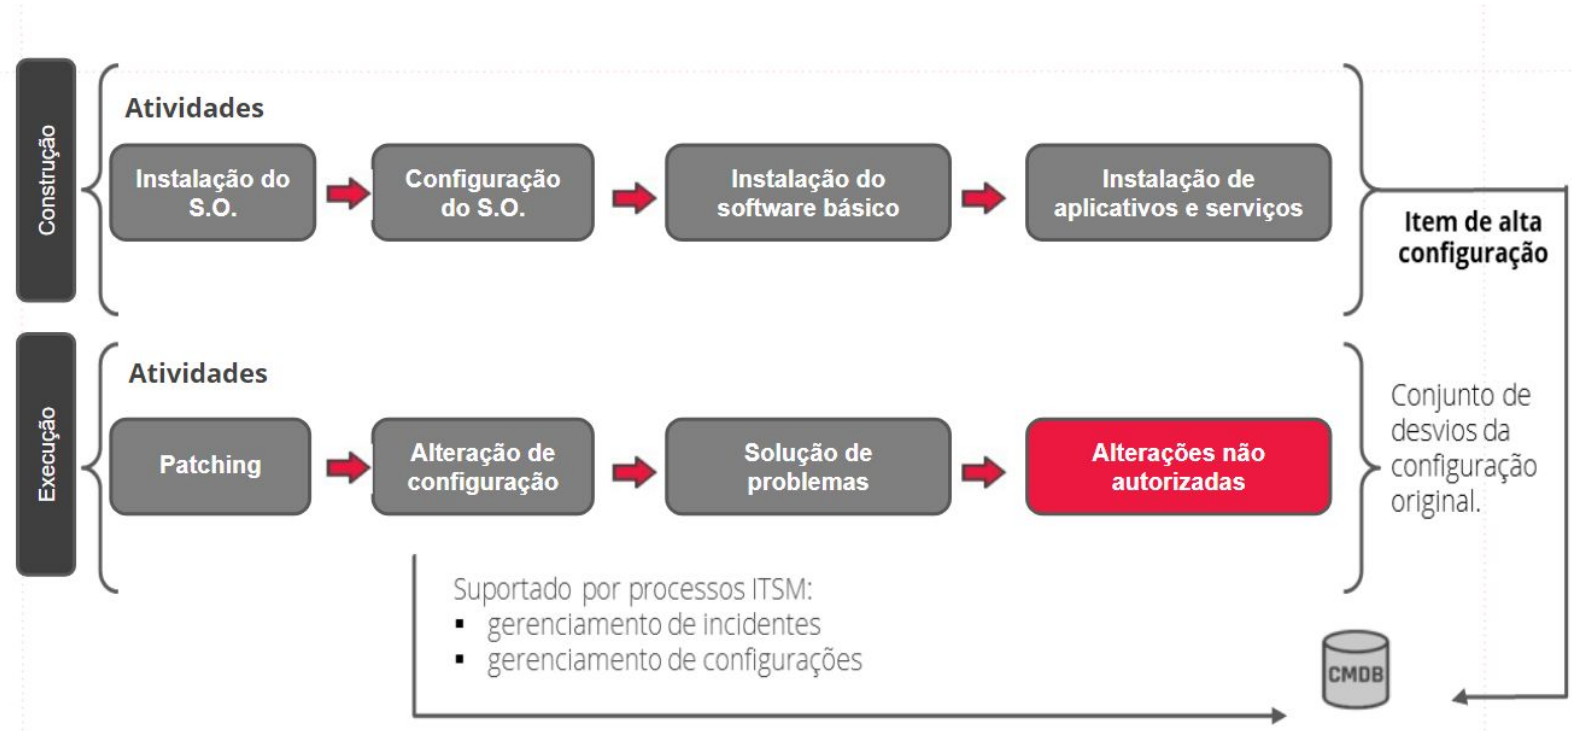 Construção
Atividades
Instalação do
S.O.
Configuração
do S.O.
Instalação do
software básico
Instalação de
aplicativos e serviços
Item de alta
configuração
Execução
Atividades
Patching
Alteração de
configuração
Solução de
problemas
Alterações não
autorizadas
Conjunto de
desvios da
configuração
original.
Suportado por processos ITSM:
▪ gerenciamento de incidentes
▪ gerenciamento de configurações
CMDB